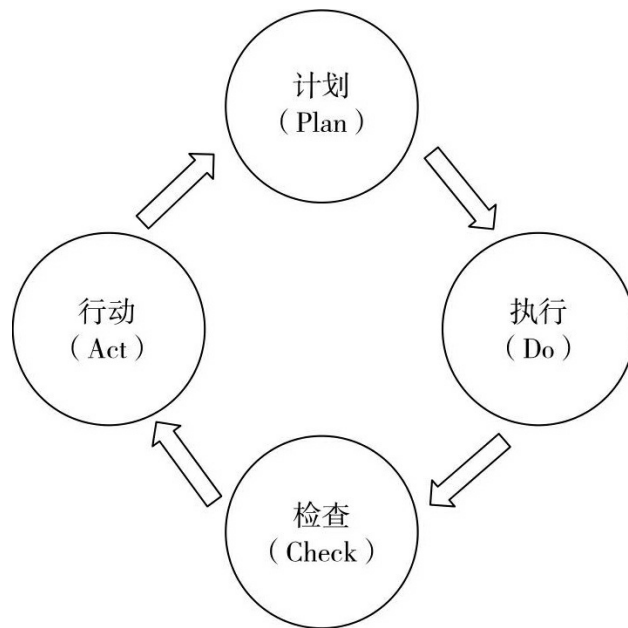 计划
（Plan）
执行
（Do）
检查
（Check）
行动
（Act）